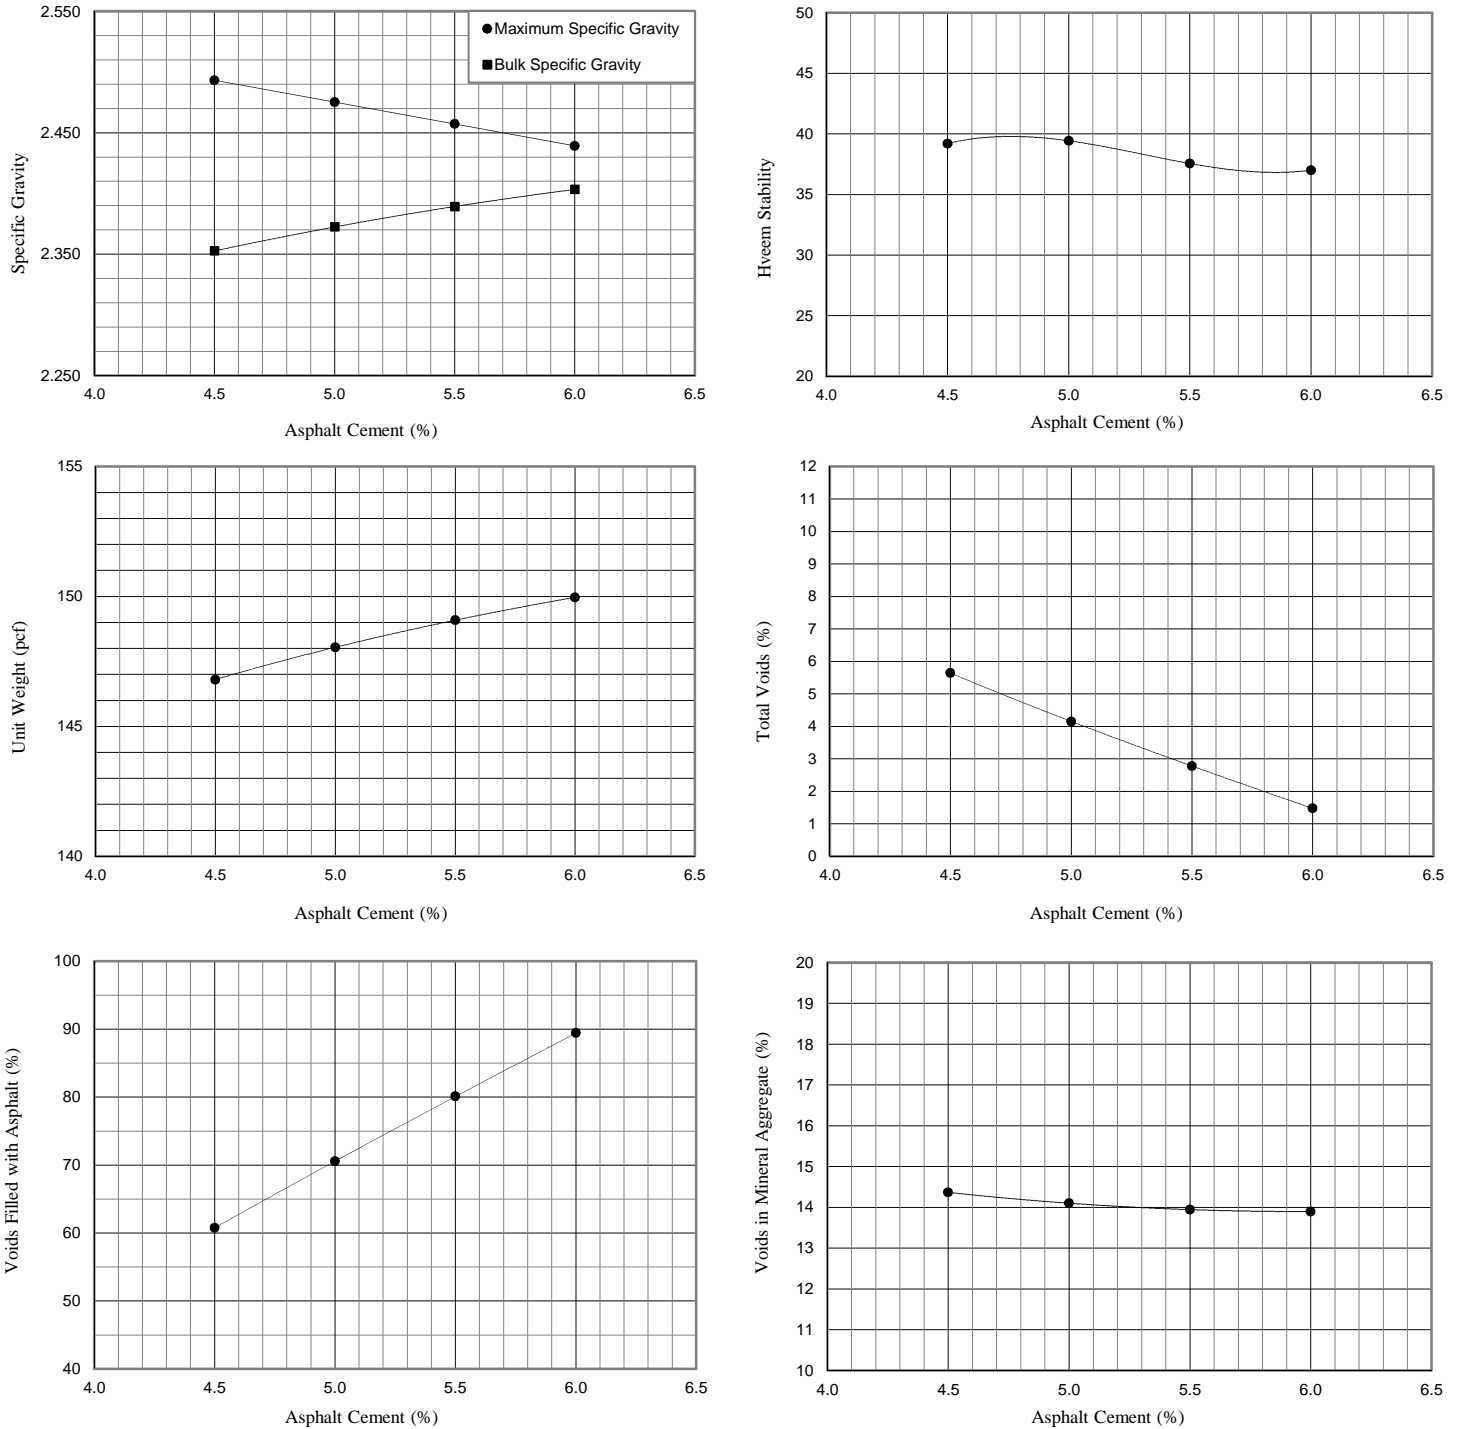 2.550
2.450
2.350
2.250
Specific Gravity
Maximum Specific Gravity
Bulk Specific Gravity
4.0 4.5 5.0 5.5 6.0 6.5
Asphalt Cement (%)
50
45
40
35
30
25
20
Hveem Stability
4.0 4.5 5.0 5.5 6.0 6.5
Asphalt Cement (%)
155
150
145
140
Unit Weight (pcf)
4.0 4.5 5.0 5.5 6.0 6.5
Asphalt Cement (%)
12
11
10
9
8
7
6
5
4
3
2
1
0
Total Voids (%)
4.0 4.5 5.0 5.5 6.0 6.5
Asphalt Cement (%)
100
90
80
70
60
50
40
Voids Filled with Asphalt (%)
4.0 4.5 5.0 5.5 6.0 6.5
Asphalt Cement (%)
20
19
18
17
16
15
14
13
12
11
10
Voids in Mineral Aggregate (%)
4.0 4.5 5.0 5.5 6.0 6.5
Asphalt Cement (%)